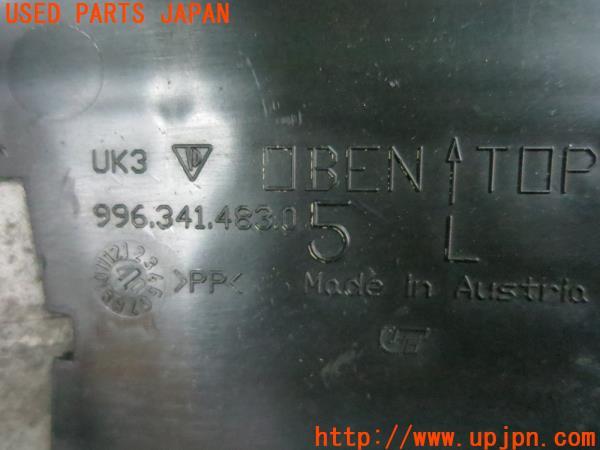 USED PARTS JAPAN
UK3 OBEN TOP
996.341.483.0 5 L
>PP< Made in Austria
http://www.upjpn.com/